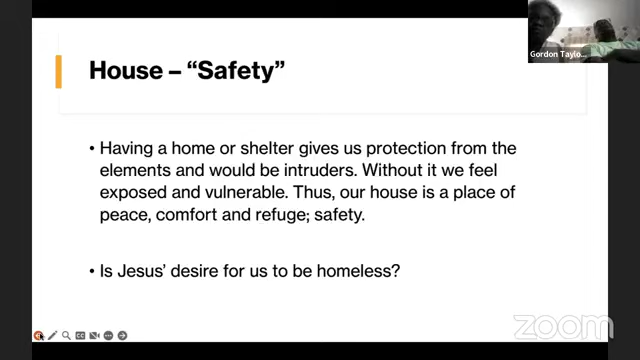 House – “Safety”
• Having a home or shelter gives us protection from the
elements and would be intruders. Without it we feel
exposed and vulnerable. Thus, our house is a place of
peace, comfort and refuge; safety.
• Is Jesus’ desire for us to be homeless?
Gordon Taylo...
CC
zoom